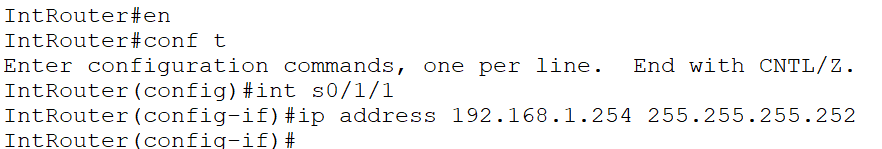 IntRouter#en
IntRouter#conf t
Enter configuration commands, one per line.  End with CNTL/Z.
IntRouter(config)#int s0/1/1
IntRouter(config-if)#ip address 192.168.1.254 255.255.255.252
IntRouter(config-if)#